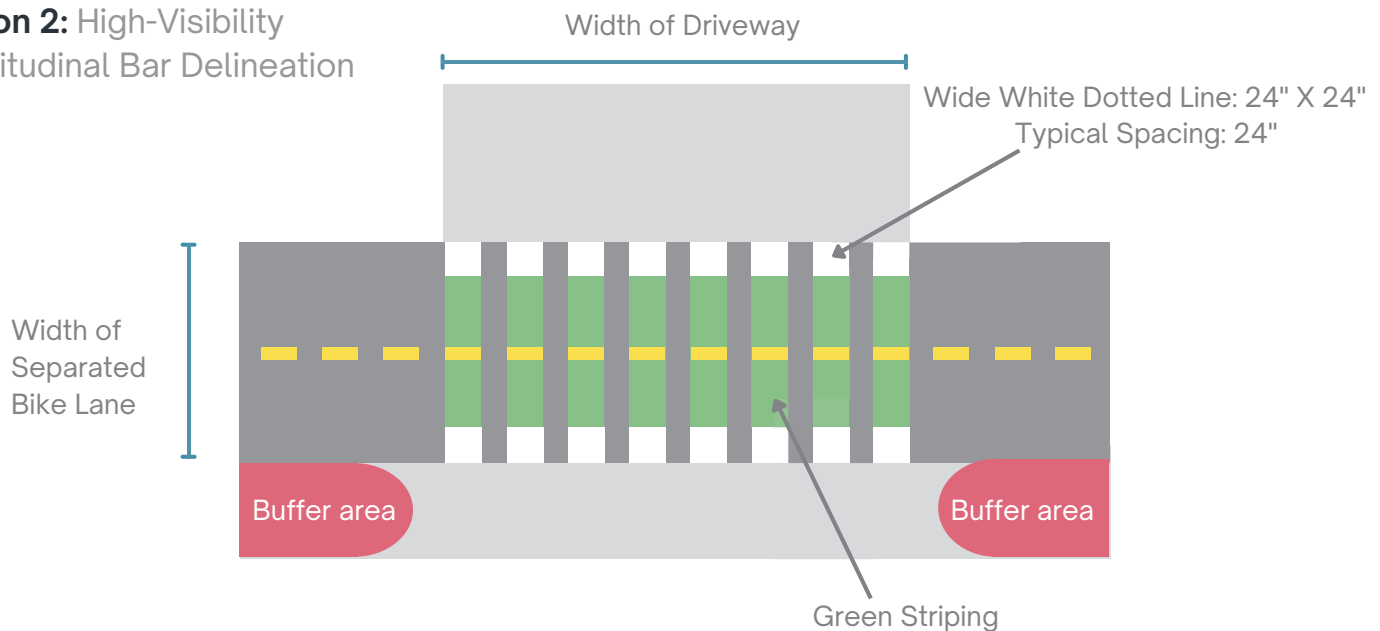 on 2: High-Visibility
itudinal Bar Delineation
Width of Driveway
Wide White Dotted Line: 24" X 24"
Typical Spacing: 24"
Width of
Separated
Bike Lane
Buffer area
Buffer area
Green Striping